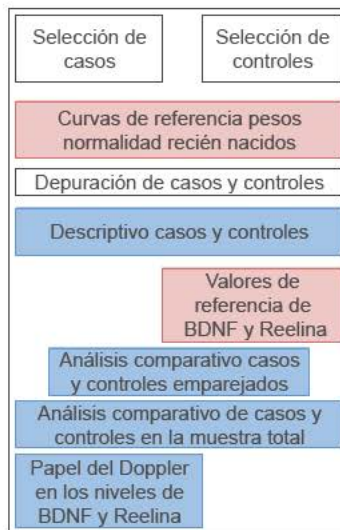 Selección de
casos
Selección de
controles
Curvas de referencia pesos
normalidad recién nacidos
Depuración de casos y controles
Descriptivo casos y controles
Valores de
referencia de
BDNF y Reelina
Análisis comparativo casos
y controles emparejados
Análisis comparativo de casos y
controles en la muestra total
Papel del Doppler
en los niveles de
BDNF y Reelina